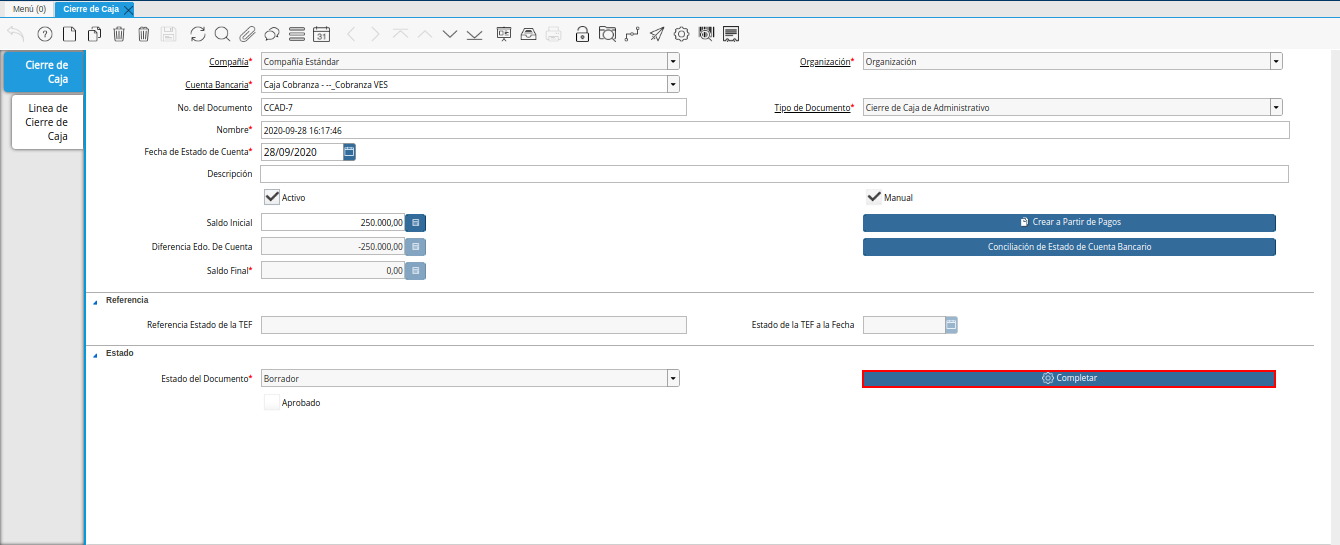 Menú (0)
Cierre de Caja
31
Cierre de
Caja
Linea de
Cierre de
Caja
Compañía* Compañía Estándar
Organización* Organización
Cuenta Bancaria* Caja Cobranza - --_Cobranza VES
No. del Documento CCAD-7
Tipo de Documento* Cierre de Caja de Administrativo
Nombre* 2020-09-28 16:17:46
Fecha de Estado de Cuenta* 28/09/2020
Descripción
Activo
Manual
Saldo Inicial 250.000,00
Crear a Partir de Pagos
Diferencia Edo. De Cuenta -250.000,00
Conciliación de Estado de Cuenta Bancario
Saldo Final* 0,00
Referencia
Referencia Estado de la TEF
Estado de la TEF a la Fecha
Estado
Estado del Documento* Borrador
Completar
Aprobado